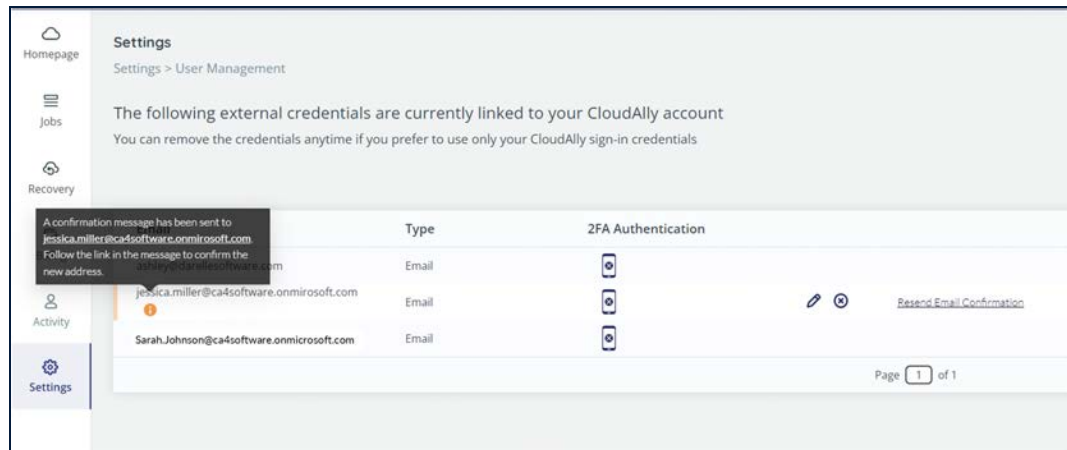 Homepage
Jobs
Recovery
Activity
Settings
Settings
Settings > User Management
The following external credentials are currently linked to your CloudAlly account
You can remove the credentials anytime if you prefer to use only your CloudAlly sign-in credentials
A confirmation message has been sent to
jessica.miller@ca4software.onmirosoft.com.
Follow the link in the message to confirm the
new address.
Email Type 2FA Authentication
Email
jessica.miller@ca4software.onmirosoft.com Email Resend Email Confirmation
Sarah.Johnson@ca4software.onmicrosoft.com Email
Page 1 of 1